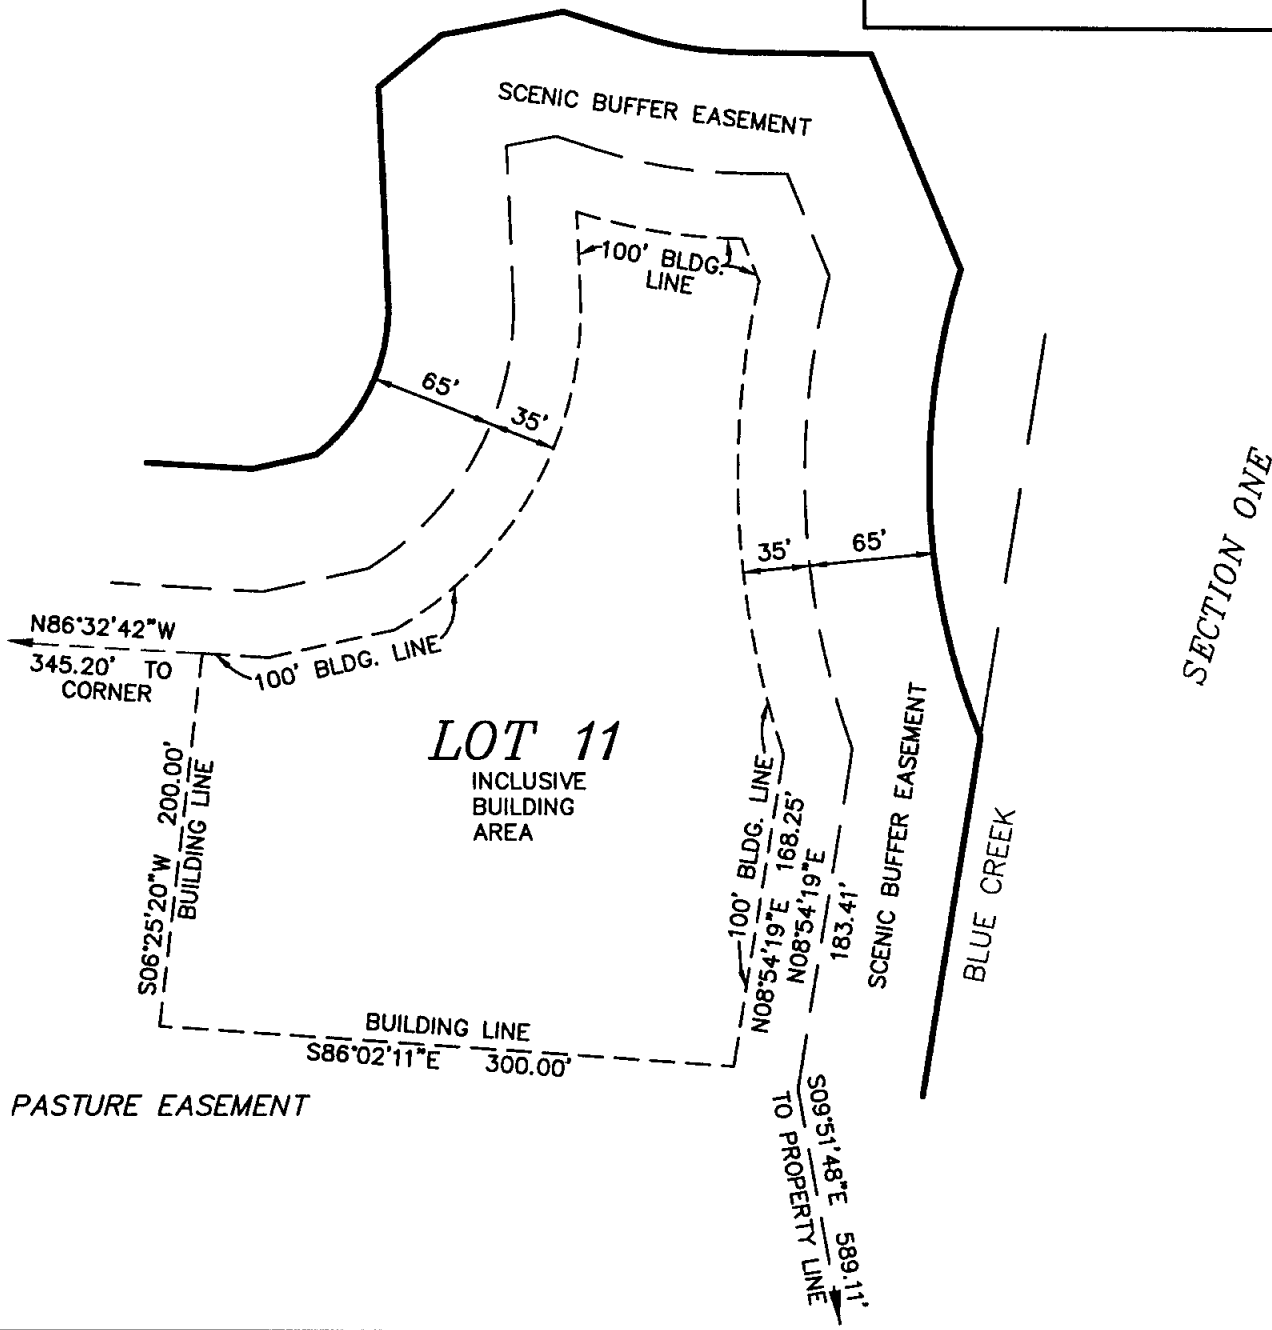 SCENIC BUFFER EASEMENT
100' BLDG.
LINE
65'
35'
35'
65'
SECTION ONE
N86°32'42"W
345.20' TO
CORNER
100' BLDG. LINE
LOT 11
INCLUSIVE
BUILDING
AREA
S06°25'20"W 200.00'
BUILDING LINE
100' BLDG. LINE
N08°54'19"E 168.25'
N08°54'19"E
183.41'
SCENIC BUFFER EASEMENT
BLUE CREEK
BUILDING LINE
S86°02'11"E 300.00'
PASTURE EASEMENT
S09°51'48"E 589.11'
TO PROPERTY LINE